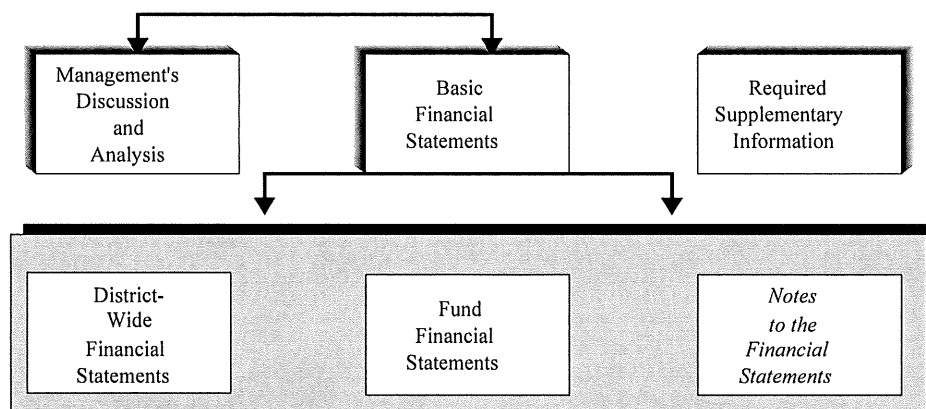 Management's
Discussion
and
Analysis
Basic
Financial
Statements
Required
Supplementary
Information
District-
Wide
Financial
Statements
Fund
Financial
Statements
Notes
to the
Financial
Statements